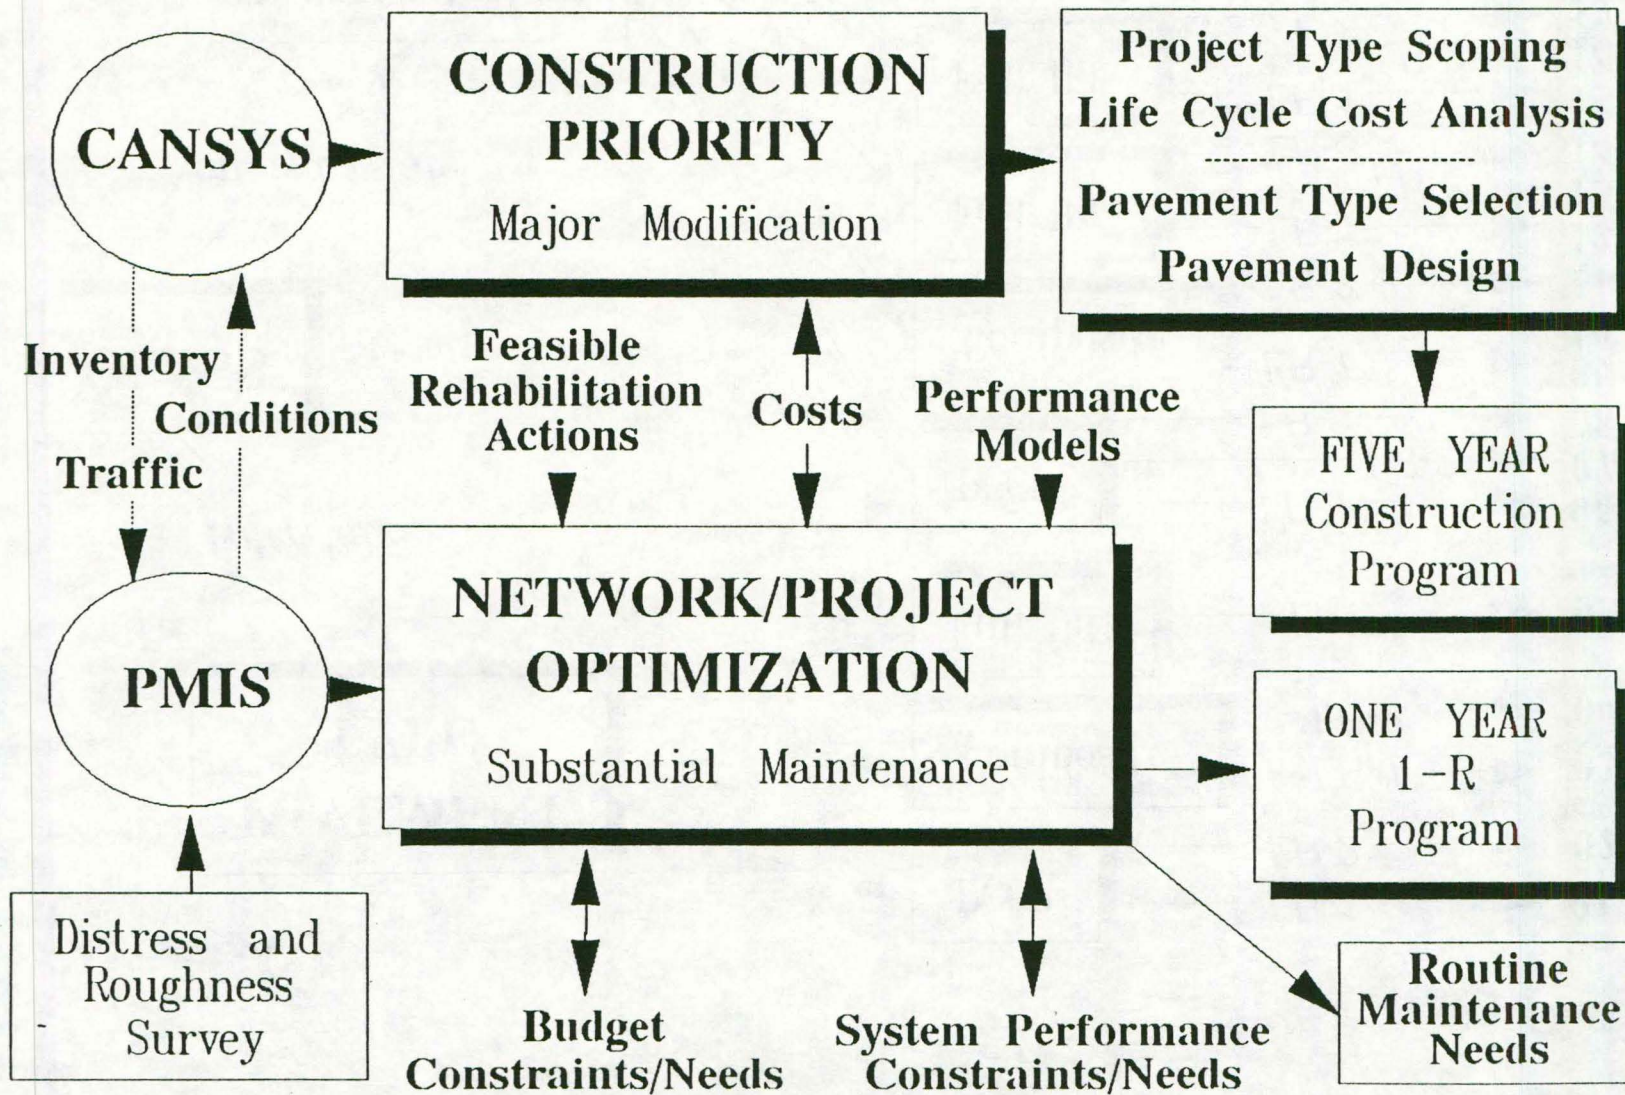 CANSYS
CONSTRUCTION
PRIORITY
Major Modification
Project Type Scoping
Life Cycle Cost Analysis
Pavement Type Selection
Pavement Design
Inventory
Conditions
Traffic
Feasible
Rehabilitation
Actions
Costs
Performance
Models
FIVE YEAR
Construction
Program
PMIS
NETWORK/PROJECT
OPTIMIZATION
Substantial Maintenance
ONE YEAR
1-R
Program
Distress and
Roughness
Survey
Budget
Constraints/Needs
System Performance
Constraints/Needs
Routine
Maintenance
Needs